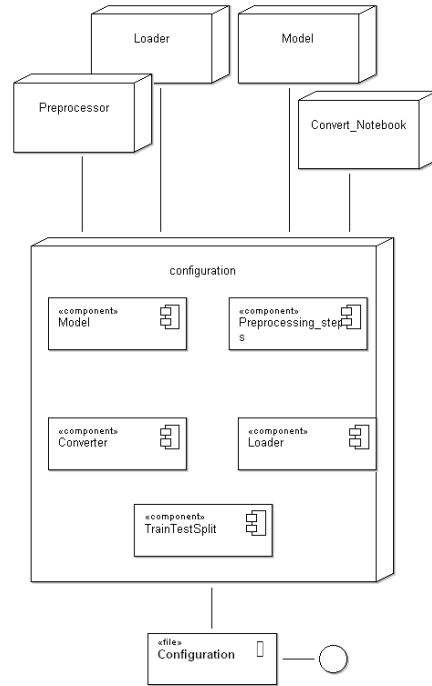 Loader
Model
Preprocessor
Convert_Notebook
configuration
«component»
Model
«component»
Preprocessing_step
s
«component»
Converter
«component»
Loader
«component»
TrainTestSplit
«file»
Configuration